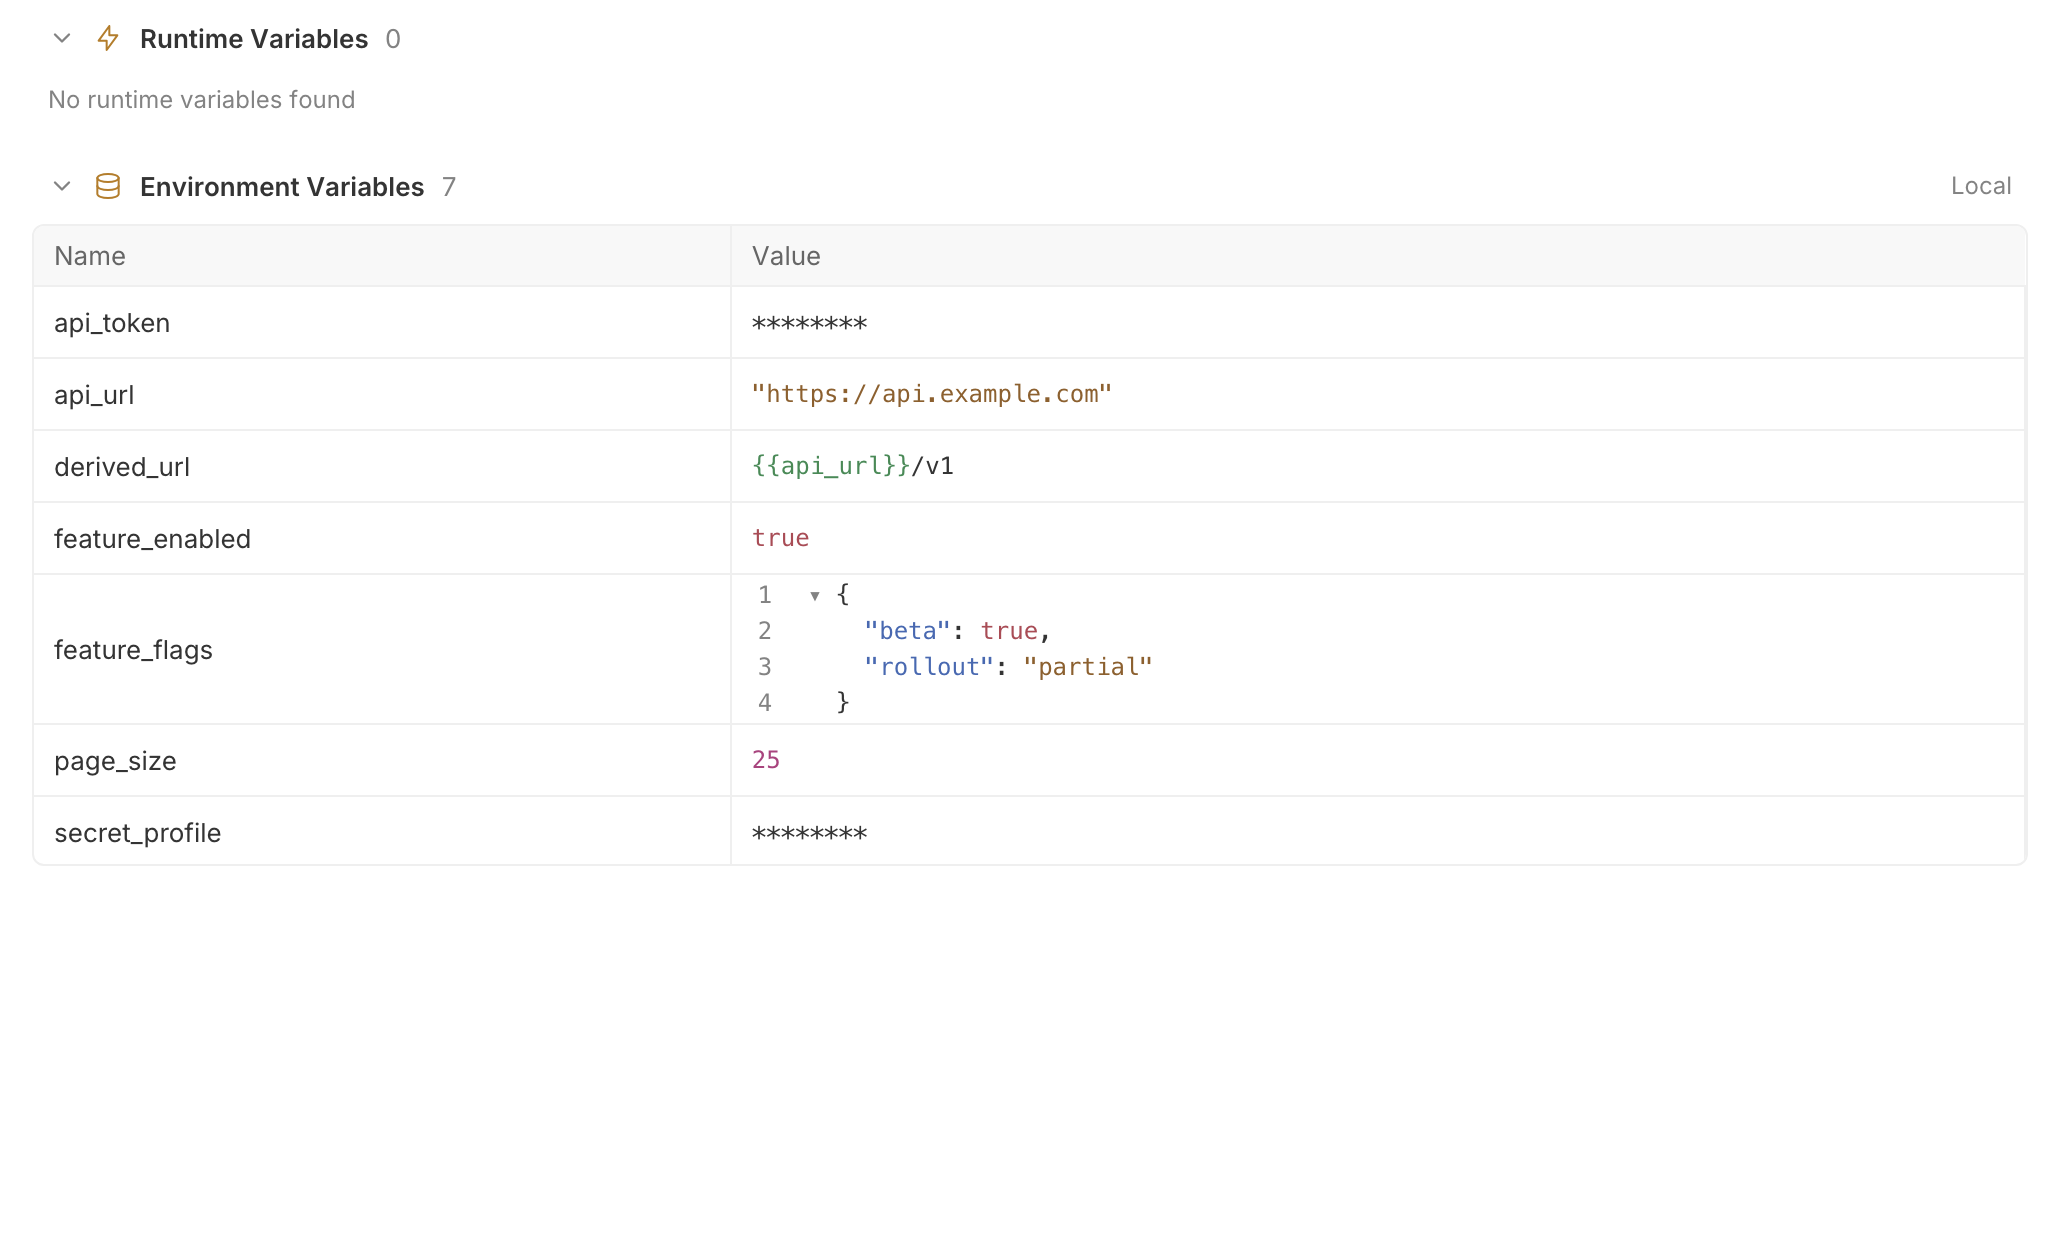 Runtime Variables 0
No runtime variables found
Environment Variables 7
Local
Name Value
api_token ********
api_url "https://api.example.com"
derived_url {{api_url}}/v1
feature_enabled true
feature_flags
1 ▾ {
2 "beta": true,
3 "rollout": "partial"
4 }
page_size 25
secret_profile ********